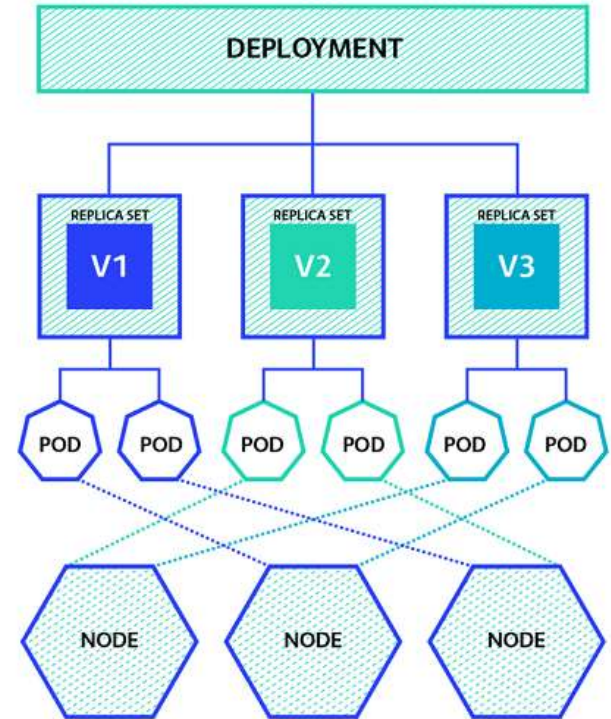 DEPLOYMENT
REPLICA SET
V1
REPLICA SET
V2
REPLICA SET
V3
POD
POD
POD
POD
POD
POD
NODE
NODE
NODE